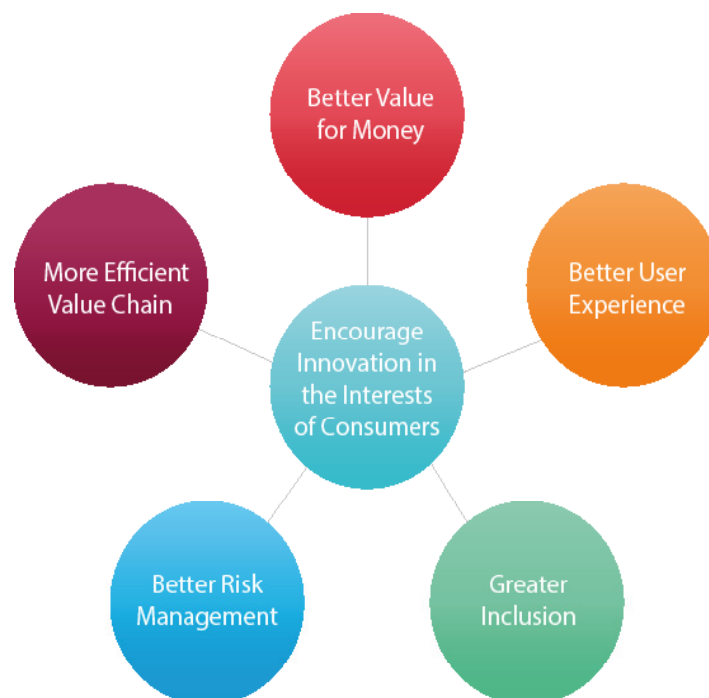 Better Value
for Money
More Efficient
Value Chain
Better User
Experience
Encourage
Innovation in
the Interests
of Consumers
Better Risk
Management
Greater
Inclusion